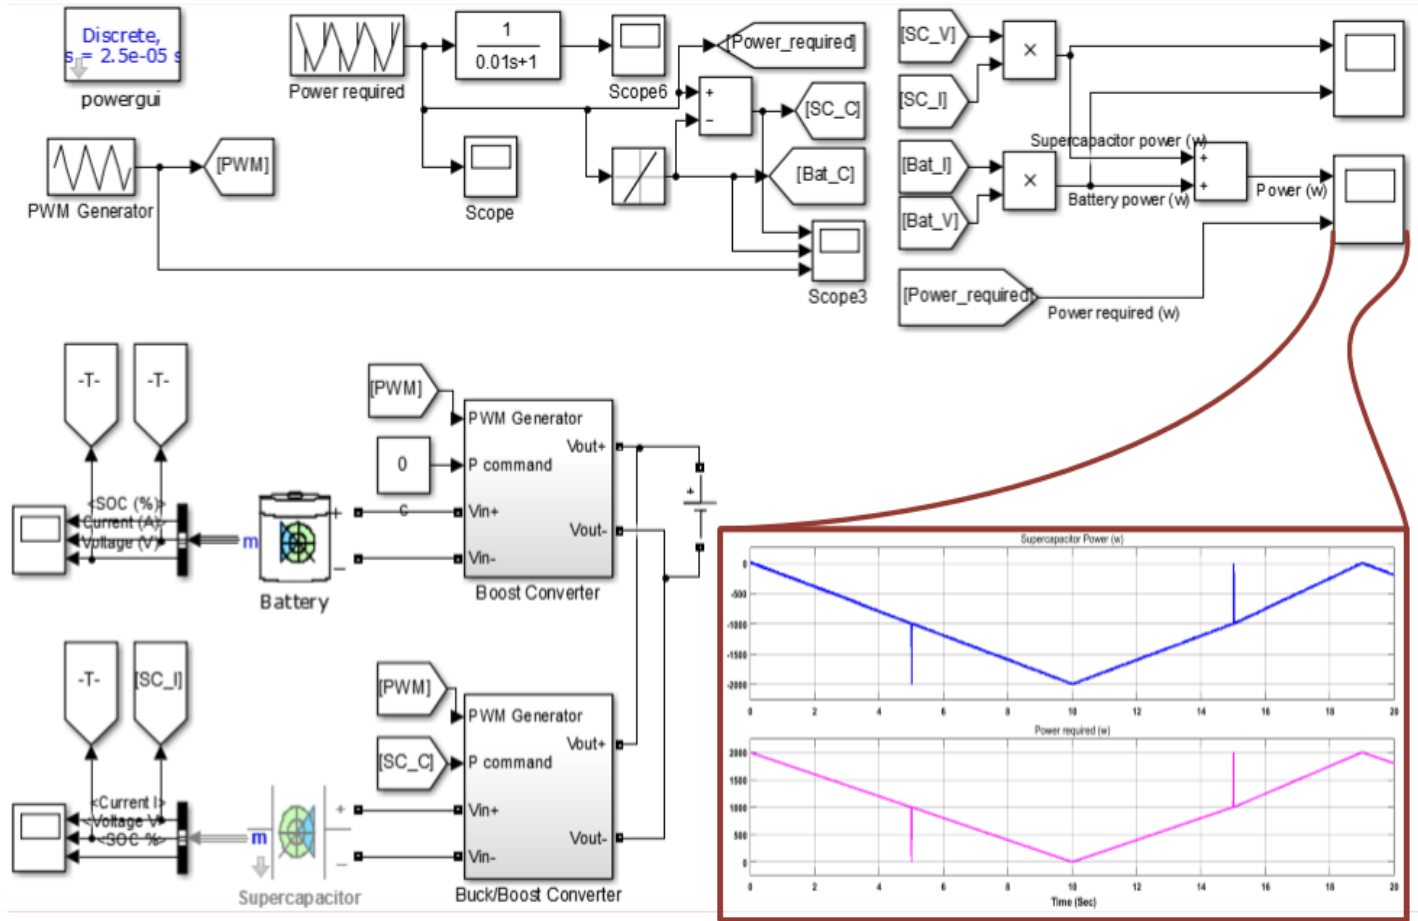 Discrete,
s = 2.5e-05 s
powergui
Power required
1
0.01s+1
Scope6
[Power_required]
+
−
[SC_C]
[PWM]
PWM Generator
Scope
[Bat_C]
Scope3
[SC_V]
[SC_I]
×
Supercapacitor power (w)
[Bat_I]
[Bat_V]
×
Battery power (w)
+
+
Power (w)
[Power_required]
Power required (w)
-T-
-T-
<SOC (%)>
Current (A)>
Voltage (V)>
m
+
−
Battery
[PWM]
0
c
PWM Generator
P command
Vin+
Vin-
Vout+
Vout-
Boost Converter
+
-T-
[SC_I]
<Current I>
<Voltage V>
<SOC %>
m
+
−
Supercapacitor
[PWM]
[SC_C]
PWM Generator
P command
Vin+
Vin-
Vout+
Vout-
Buck/Boost Converter
Supercapacitor Power (w)
0
-500
-1000
-1500
-2000
0 2 4 6 8 10 12 14 16 18 20
Power required (w)
2000
1500
1000
500
0
0 2 4 6 8 10 12 14 16 18 20
Time (Sec)